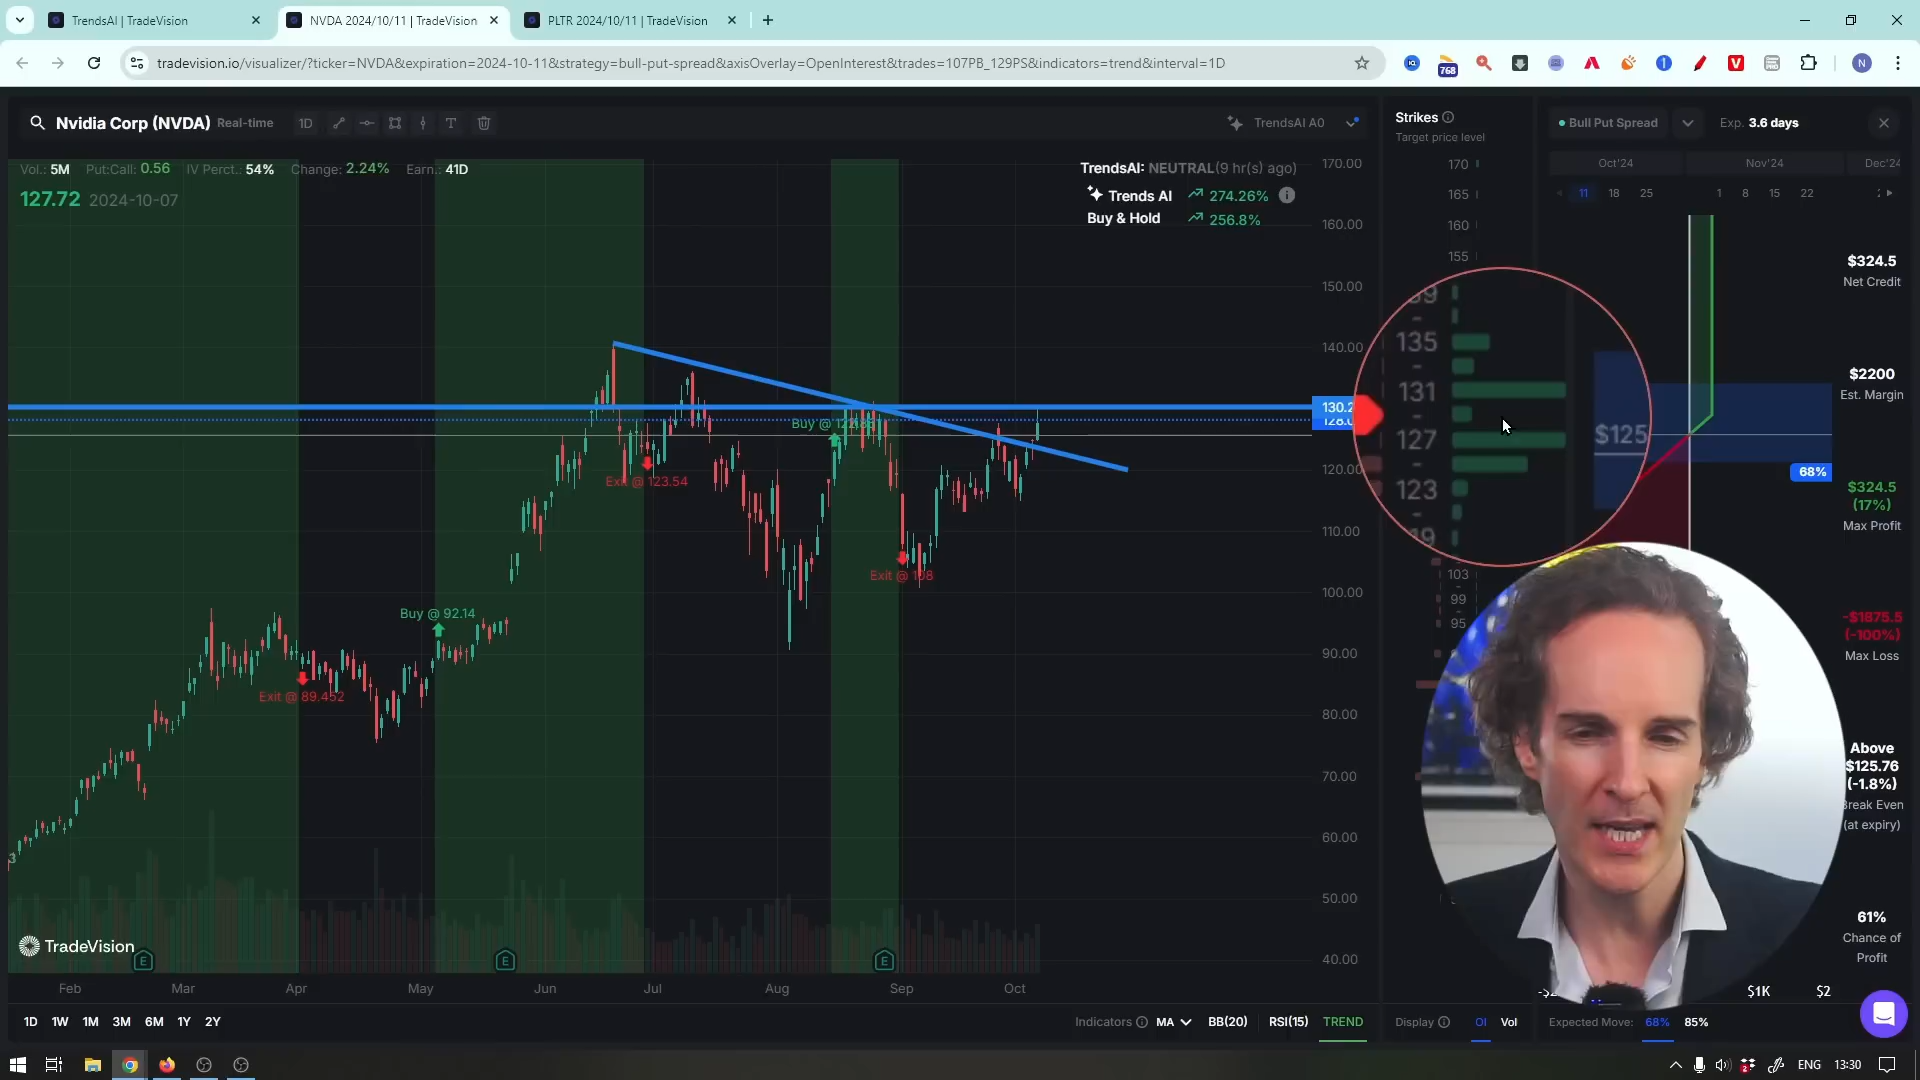 TrendsAI | TradeVision
NVDA 2024/10/11 | TradeVision
PLTR 2024/10/11 | TradeVision
tradevision.io/visualizer/?ticker=NVDA&expiration=2024-10-11&strategy=bull-put-spread&axisOverlay=OpenInterest&trades=107PB_129PS&indicators=trend&interval=1D
768
N
Nvidia Corp (NVDA) Real-time 1D T
TrendsAI A0
Vol.: 5M Put:Call: 0.56 IV Perct.: 54% Change: 2.24% Earn.: 41D
127.72 2024-10-07
TrendsAI: NEUTRAL(9 hr(s) ago)
Trends AI 274.26%
Buy & Hold 256.8%
170.00
160.00
150.00
140.00
130.2
128.0
120.00
110.00
100.00
90.00
80.00
70.00
60.00
50.00
40.00
Exit @ 89.452
Buy @ 92.14
Exit @ 123.54
Buy @
Exit @ 108
TradeVision
E
E
E
Feb Mar Apr May Jun Jul Aug Sep Oct
1D 1W 1M 3M 6M 1Y 2Y
Indicators MA BB(20) RSI(15) TREND
Strikes
Target price level
170
165
160
155
135
131
127
123
19
103
99
95
$125
Display OI Vol
Bull Put Spread
Exp. 3.6 days
Oct'24 Nov'24 Dec'24
11 18 25 1 8 15 22
68%
$324.5
Net Credit
$2200
Est. Margin
$324.5
(17%)
Max Profit
-$1875.5
(-100%)
Max Loss
Above
$125.76
(-1.8%)
Break Even
(at expiry)
61%
Chance of
Profit
$1K $2
Expected Move: 68% 85%
ENG 13:30